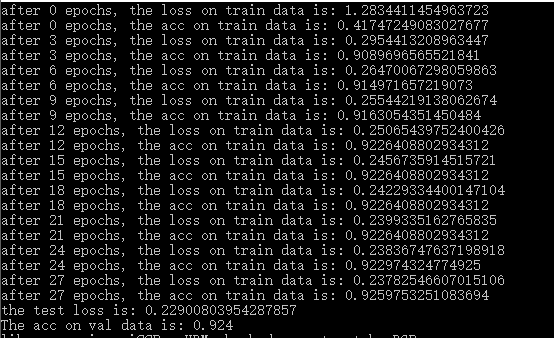 after 0 epochs, the loss on train data is: 1.2834411454963723
after 0 epochs, the acc on train data is: 0.41747249083027677
after 3 epochs, the loss on train data is: 0.2954413208963447
after 3 epochs, the acc on train data is: 0.9089696565521841
after 6 epochs, the loss on train data is: 0.26470067298059863
after 6 epochs, the acc on train data is: 0.914971657219073
after 9 epochs, the loss on train data is: 0.25544219138062674
after 9 epochs, the acc on train data is: 0.9163054351450484
after 12 epochs, the loss on train data is: 0.25065439752400426
after 12 epochs, the acc on train data is: 0.9226408802934312
after 15 epochs, the loss on train data is: 0.2456735914515721
after 15 epochs, the acc on train data is: 0.9226408802934312
after 18 epochs, the loss on train data is: 0.24229334400147104
after 18 epochs, the acc on train data is: 0.9226408802934312
after 21 epochs, the loss on train data is: 0.23993351627 65835
after 21 epochs, the acc on train data is: 0.9226408802934312
after 24 epochs, the loss on train data is: 0.23836747637198918
after 24 epochs, the acc on train data is: 0.922974324774925
after 27 epochs, the loss on train data is: 0.23782546607015106
after 27 epochs, the acc on train data is: 0.9259753251083694
the test loss is: 0.22900803954287857
The acc on val data is: 0.924